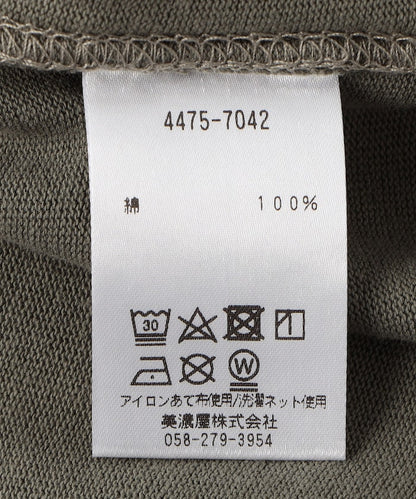 4475-7042
綿 100%
30
W
アイロンあて布使用/洗濯ネット使用
美濃屋株式会社
058-279-3954